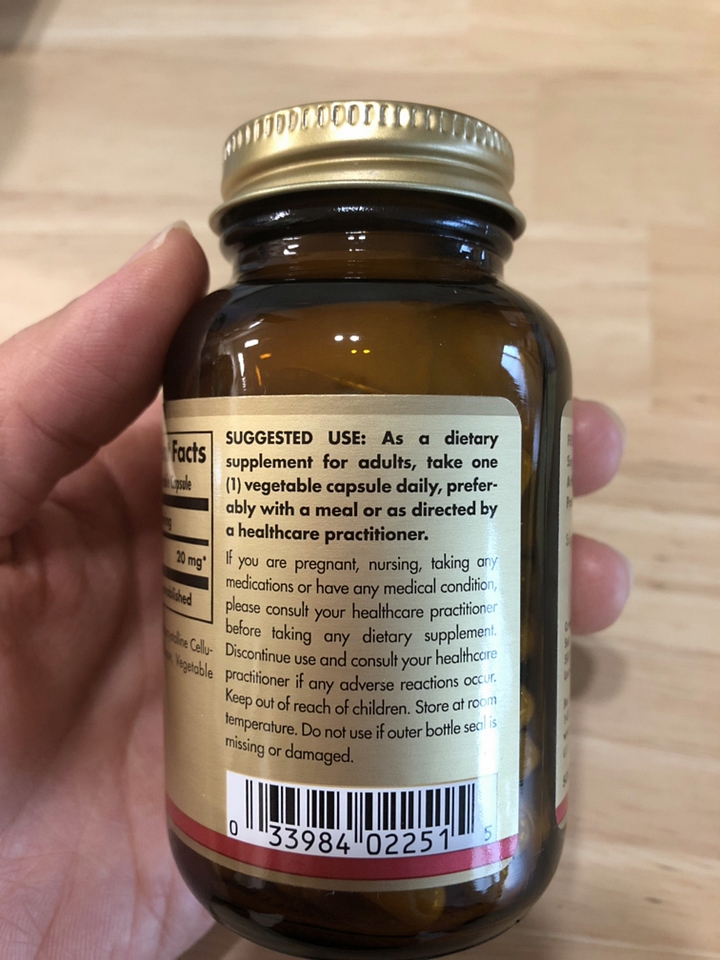 Facts
Capsule
20 mg*
Cellu-
Vegetable
SUGGESTED USE: As a dietary
supplement for adults, take one
(1) vegetable capsule daily, prefer-
ably with a meal or as directed by
a healthcare practitioner.
If you are pregnant, nursing, taking any
medications or have any medical condition,
please consult your healthcare practitioner
before taking any dietary supplement.
Discontinue use and consult your healthcare
practitioner if any adverse reactions occur.
Keep out of reach of children. Store at room
temperature. Do not use if outer bottle seal is
missing or damaged.
0 33984 02251 5